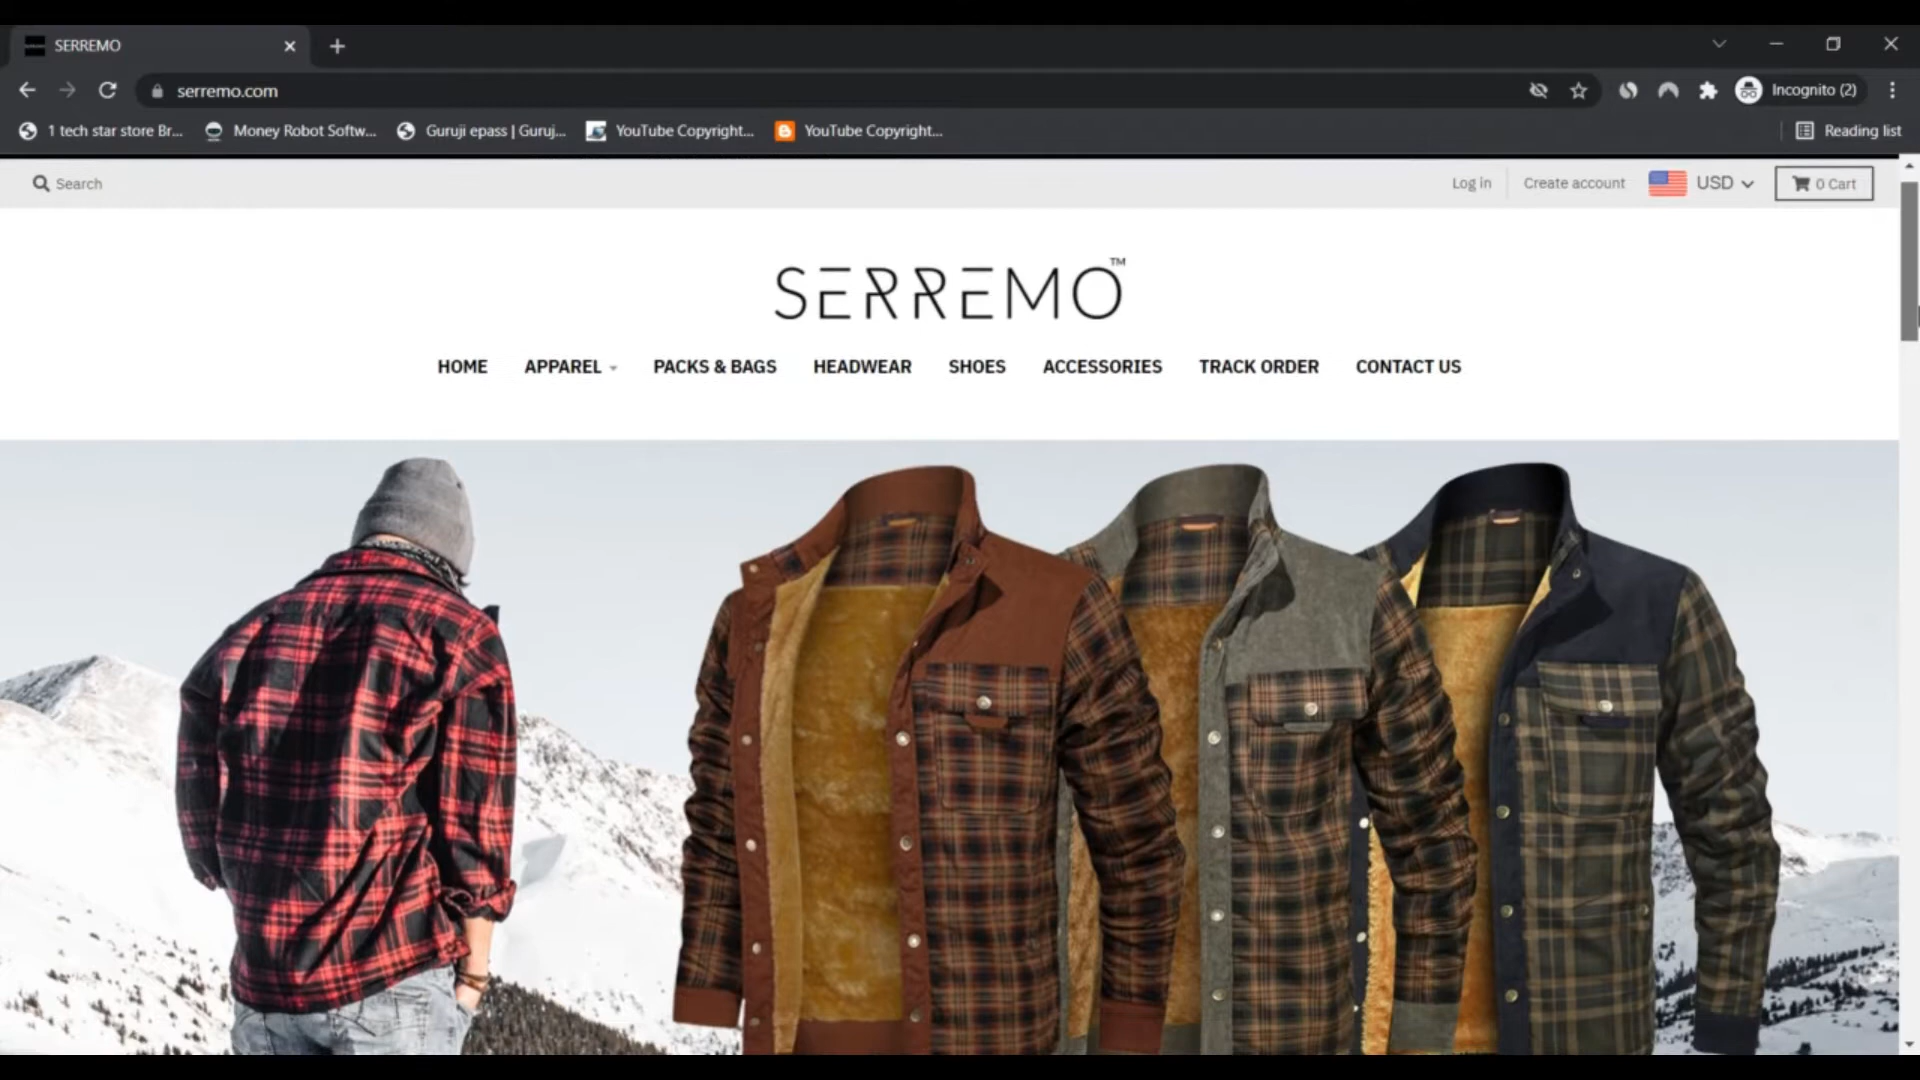 SERREMO
serremo.com
Incognito (2)
1 tech star store Br...
Money Robot Softw...
Guruji epass | Guruj...
YouTube Copyright...
YouTube Copyright...
Reading list
Search
Log in
Create account
USD
0 Cart
SERREMO™
HOME
APPAREL
PACKS & BAGS
HEADWEAR
SHOES
ACCESSORIES
TRACK ORDER
CONTACT US